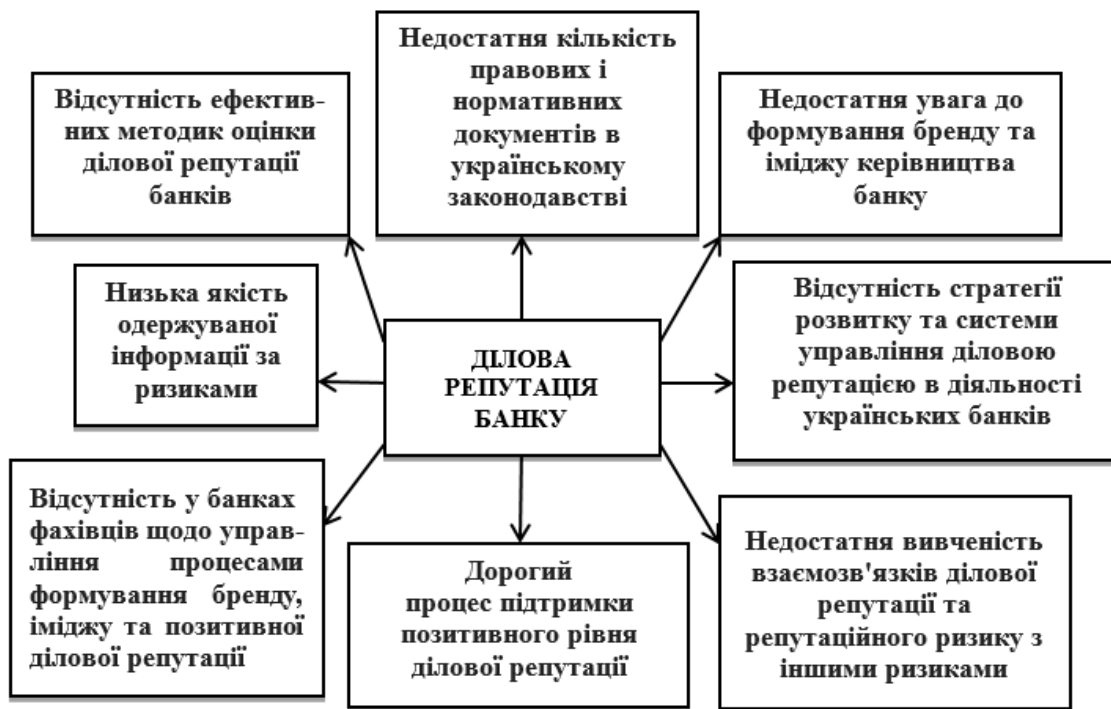 Недостатня кількість
правових і
нормативних
документів в
українському
законодавстві
Відсутність ефектив-
них методик оцінки
ділової репутації
банків
Недостатня увага до
формування бренду та
іміджу керівництва
банку
Низька якість
одержуваної
інформації за
ризиками
ДІЛОВА
РЕПУТАЦІЯ
БАНКУ
Відсутність стратегії
розвитку та системи
управління діловою
репутацією в діяльності
українських банків
Відсутність у банках
фахівців щодо управ-
ління процесами
формування бренду,
іміджу та позитивної
ділової репутації
Дорогий
процес підтримки
позитивного рівня
ділової репутації
Недостатня вивченість
взаємозв'язків ділової
репутації та
репутаційного ризику з
іншими ризиками